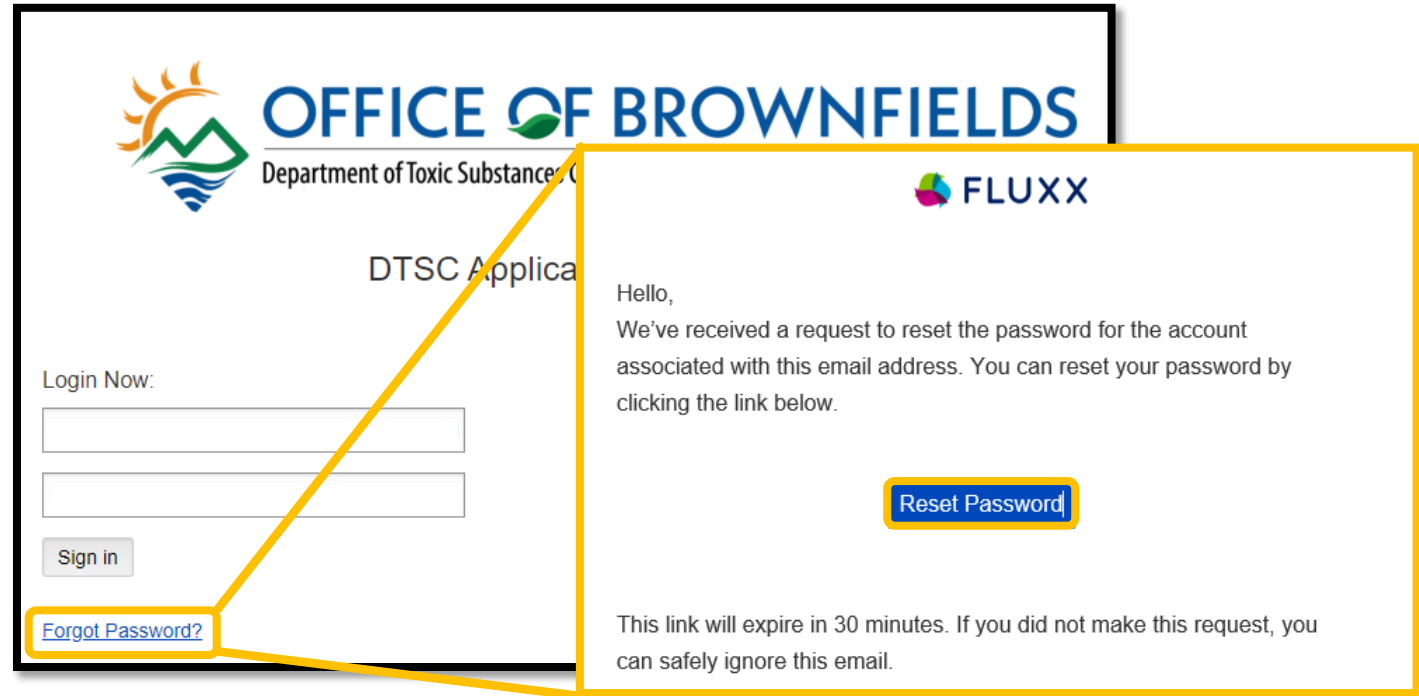 OFFICE OF BROWNFIELDS
Department of Toxic Substances
DTSC Applica
Login Now:
Sign in
Forgot Password?
FLUXX
Hello,
We’ve received a request to reset the password for the account
associated with this email address. You can reset your password by
clicking the link below.
Reset Password
This link will expire in 30 minutes. If you did not make this request, you
can safely ignore this email.